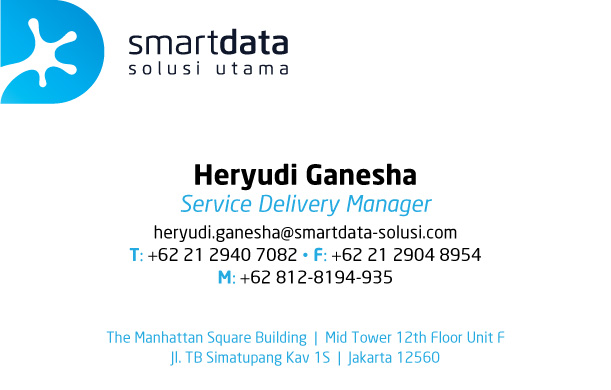 smartdata
solusi utama
Heryudi Ganesha
Service Delivery Manager
heryudi.ganesha@smartdata-solusi.com
T: +62 21 2940 7082 • F: +62 21 2904 8954
M: +62 812-8194-935
The Manhattan Square Building | Mid Tower 12th Floor Unit F
Jl. TB Simatupang Kav 1S | Jakarta 12560